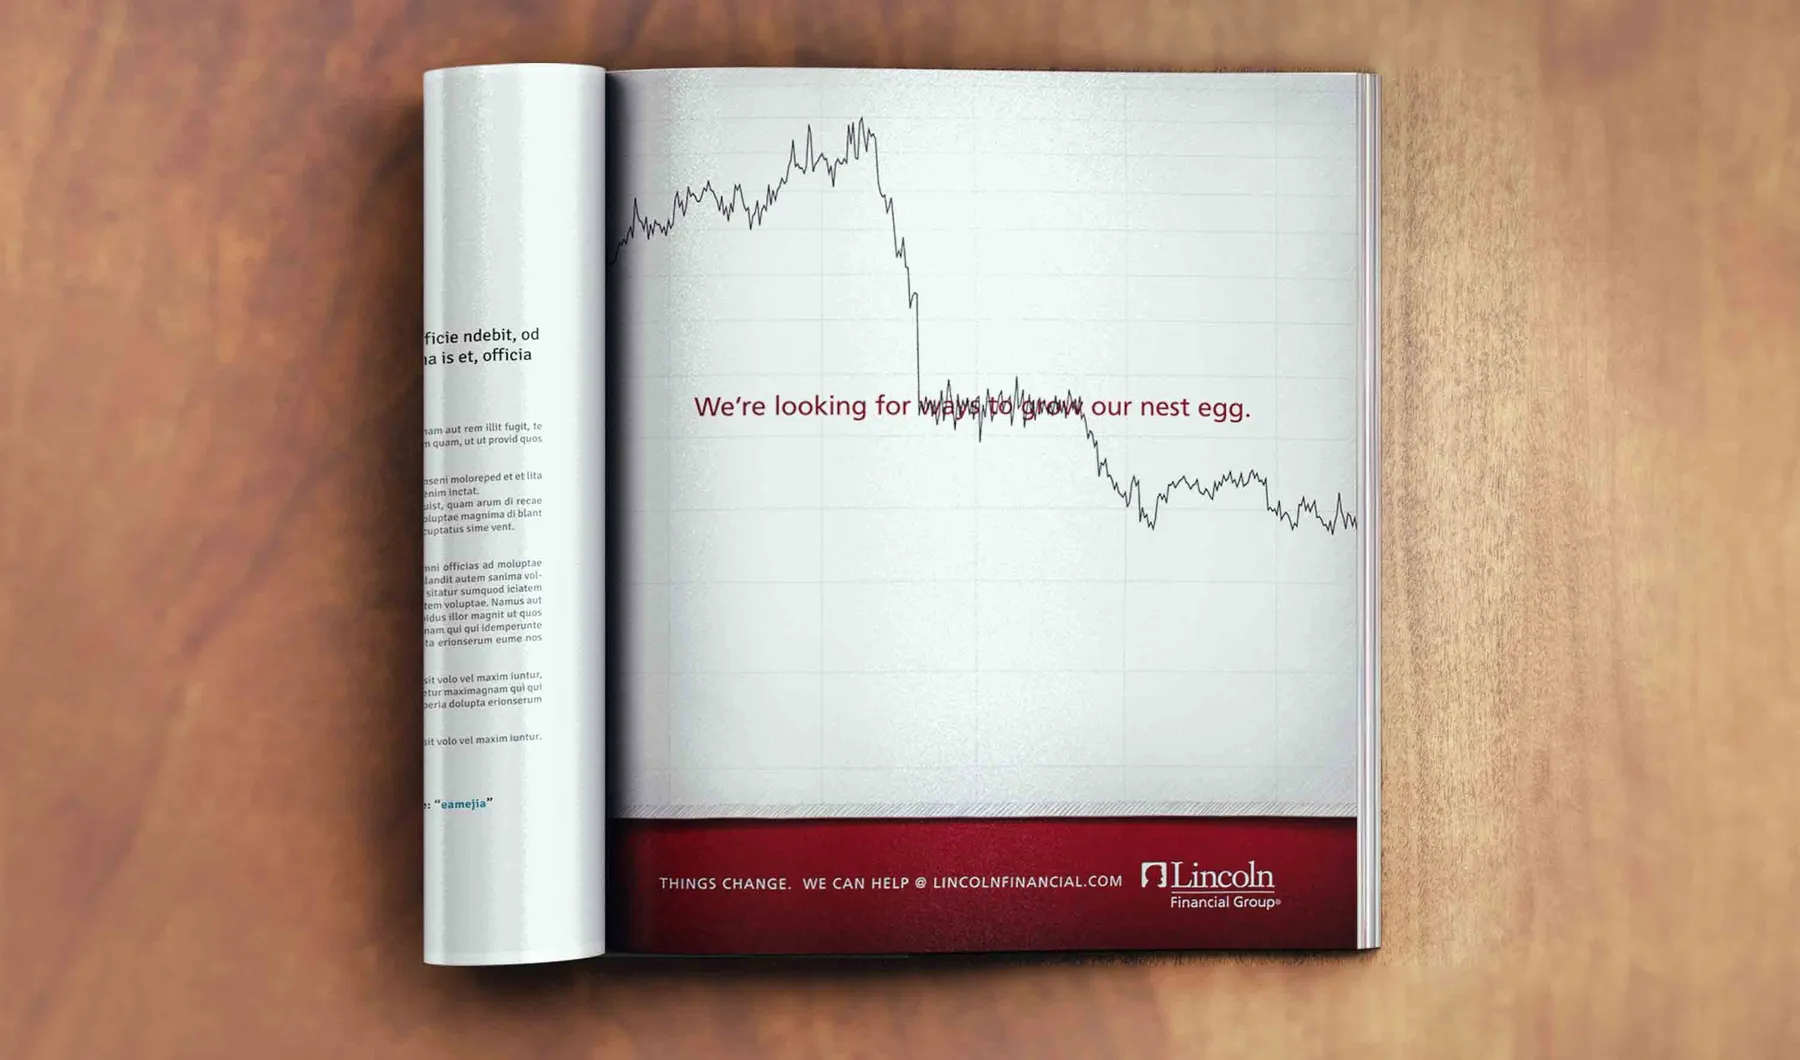 ficie ndebit, od
na is et, officia
nam aut rem illit fugit, te
n quam, ut ut provid quos
nseni moloreped et et lita
enim inctat.
uist, quam arum di recae
oluptae magnima di blant
cuptatus sime vent.
mni officias ad moluptae
landit autem sanima vol-
sitatur sumquod iciatem
tem voluptae. Namus aut
pidus illor magnit ut quos
nam qui qui idemperunte
ta erionserum eume nos
sit volo vel maxim iuntur,
etur maximagnam qui qui
peria dolupta erionserum
sit volo vel maxim iuntur.
e: “eamejia”
We’re looking for ways to grow our nest egg.
THINGS CHANGE. WE CAN HELP @ LINCOLNFINANCIAL.COM
Lincoln
Financial Group®